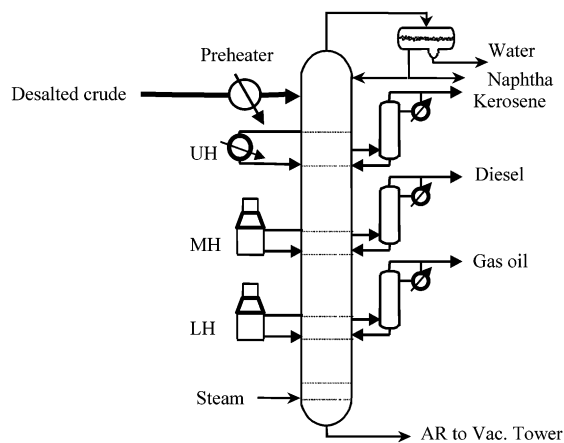 Preheater
Water
Naphtha
Desalted crude
Kerosene
UH
Diesel
MH
Gas oil
LH
Steam
AR to Vac. Tower